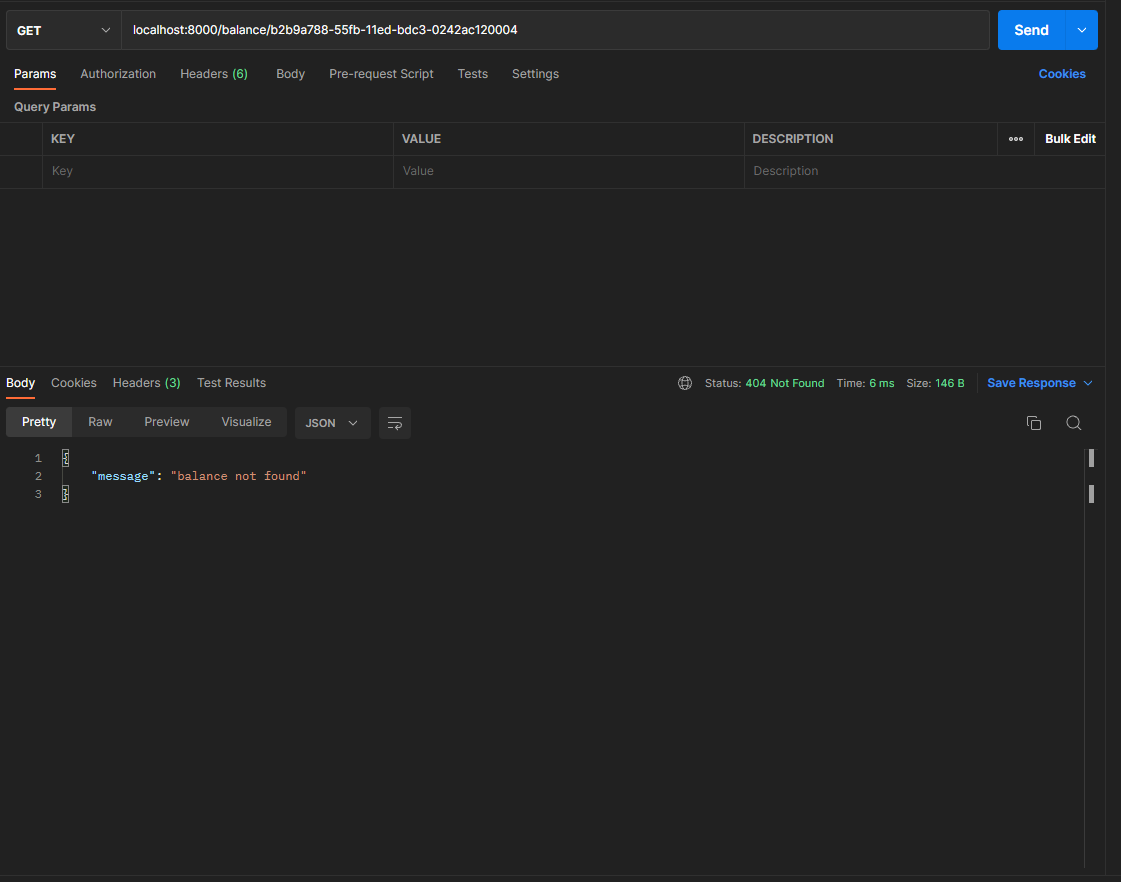 GET localhost:8000/balance/b2b9a788-55fb-11ed-bdc3-0242ac120004 Send
Params Authorization Headers (6) Body Pre-request Script Tests Settings Cookies
Query Params
KEY VALUE DESCRIPTION ooo Bulk Edit
Key Value Description
Body Cookies Headers (3) Test Results Status: 404 Not Found Time: 6 ms Size: 146 B Save Response
Pretty Raw Preview Visualize JSON
1 {
2 "message": "balance not found"
3 }